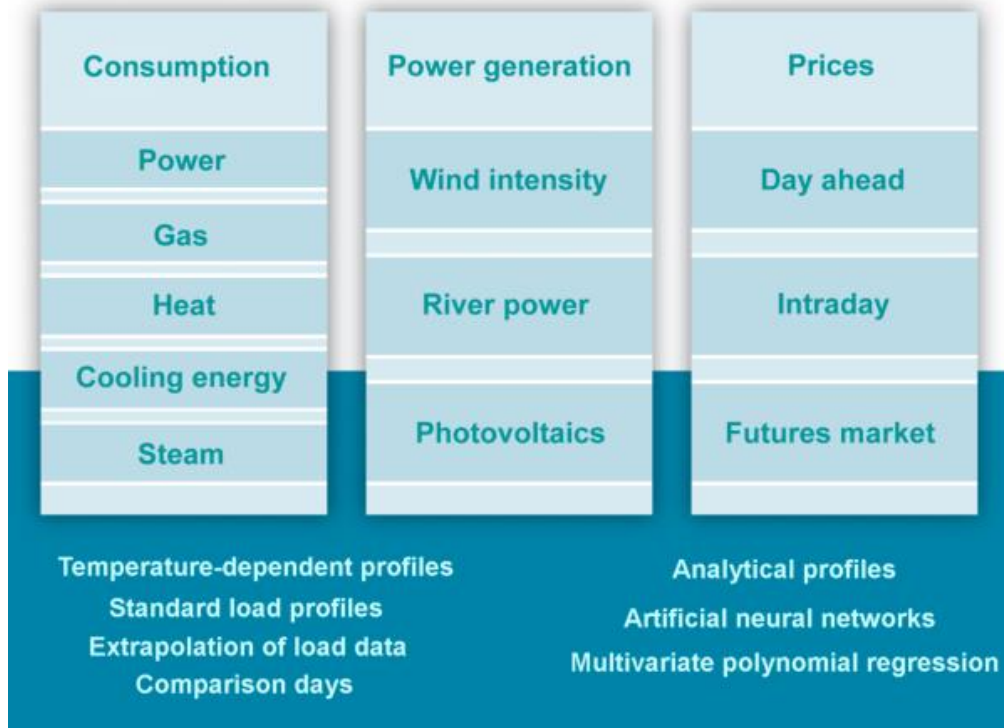 Consumption
Power
Gas
Heat
Cooling energy
Steam
Power generation
Wind intensity
River power
Photovoltaics
Prices
Day ahead
Intraday
Futures market
Temperature-dependent profiles
Standard load profiles
Extrapolation of load data
Comparison days
Analytical profiles
Artificial neural networks
Multivariate polynomial regression